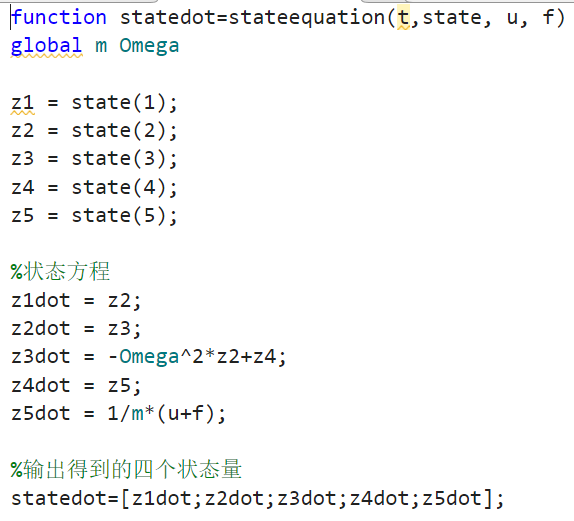 function statedot=stateequation(t,state, u, f)
global m Omega
z1 = state(1);
z2 = state(2);
z3 = state(3);
z4 = state(4);
z5 = state(5);
%状态方程
z1dot = z2;
z2dot = z3;
z3dot = -Omega^2*z2+z4;
z4dot = z5;
z5dot = 1/m*(u+f);
%输出得到的四个状态量
statedot=[z1dot;z2dot;z3dot;z4dot;z5dot];